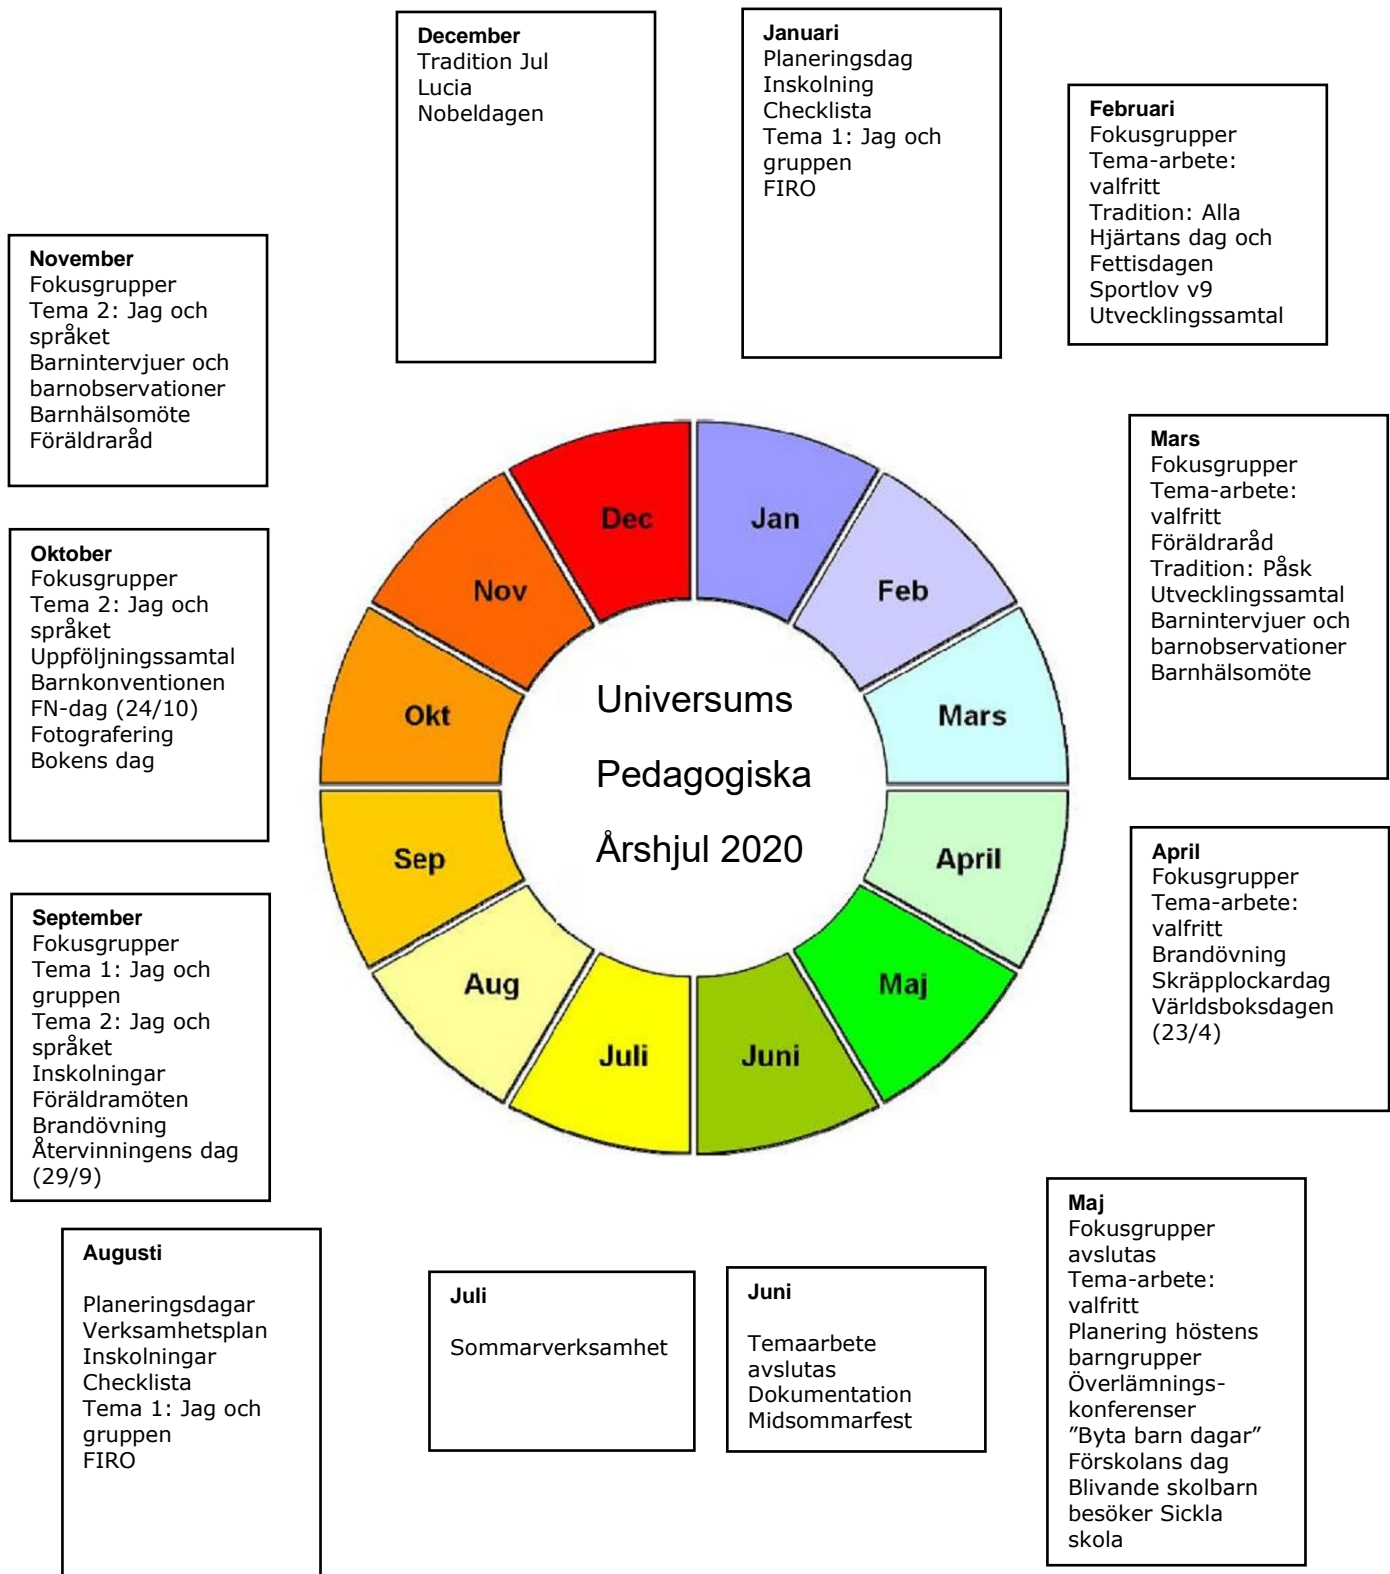 December
Tradition Jul
Lucia
Nobeldagen
Januari
Planeringsdag
Inskolning
Checklista
Tema 1: Jag och
gruppen
FIRO
Februari
Fokusgrupper
Tema-arbete:
valfritt
Tradition: Alla
Hjärtans dag och
Fettisdagen
Sportlov v9
Utvecklingssamtal
November
Fokusgrupper
Tema 2: Jag och
språket
Barnintervjuer och
barnobservationer
Barnhälsomöte
Föräldraråd
Mars
Fokusgrupper
Tema-arbete:
valfritt
Föräldraråd
Tradition: Påsk
Utvecklingssamtal
Barnintervjuer och
barnobservationer
Barnhälsomöte
Oktober
Fokusgrupper
Tema 2: Jag och
språket
Uppföljningssamtal
Barnkonventionen
FN-dag (24/10)
Fotografering
Bokens dag
Dec
Jan
Nov
Feb
Okt
Mars
Sep
April
Aug
Maj
Juli
Juni
Universums
Pedagogiska
Årshjul 2020
April
Fokusgrupper
Tema-arbete:
valfritt
Brandövning
Skräpplockardag
Världsboksdagen
(23/4)
September
Fokusgrupper
Tema 1: Jag och
gruppen
Tema 2: Jag och
språket
Inskolningar
Föräldramöten
Brandövning
Återvinningens dag
(29/9)
Maj
Fokusgrupper
avslutas
Tema-arbete:
valfritt
Planering höstens
barngrupper
Överlämnings-
konferenser
”Byta barn dagar”
Förskolans dag
Blivande skolbarn
besöker Sickla
skola
Augusti
Planeringsdagar
Verksamhetsplan
Inskolningar
Checklista
Tema 1: Jag och
gruppen
FIRO
Juli
Sommarverksamhet
Juni
Temaarbete
avslutas
Dokumentation
Midsommarfest